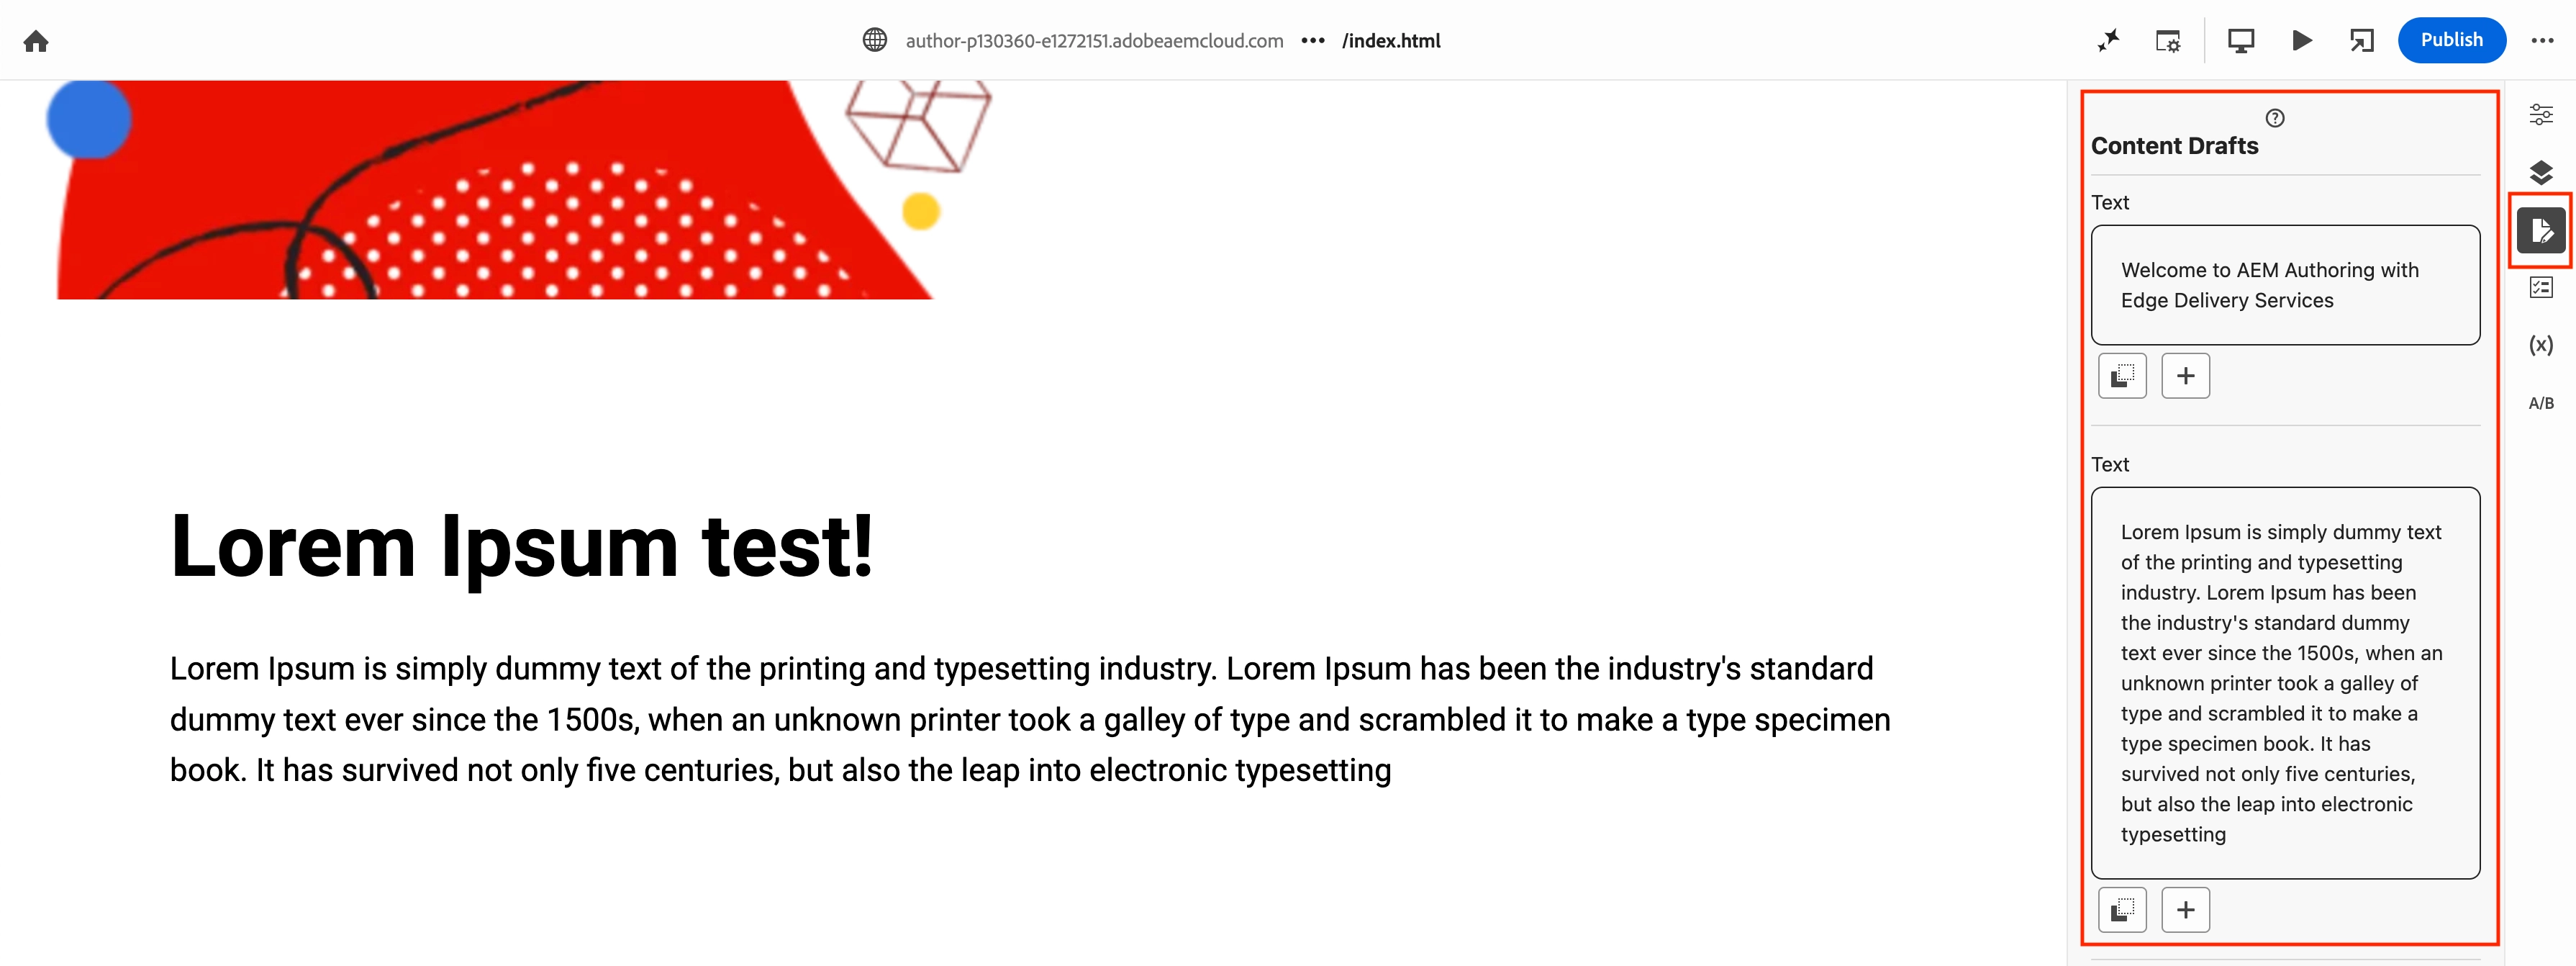 author-p130360-e1272151.adobeaemcloud.com ••• /index.html
Publish
Lorem Ipsum test!
Lorem Ipsum is simply dummy text of the printing and typesetting industry. Lorem Ipsum has been the industry's standard
dummy text ever since the 1500s, when an unknown printer took a galley of type and scrambled it to make a type specimen
book. It has survived not only five centuries, but also the leap into electronic typesetting
Content Drafts
Text
Welcome to AEM Authoring with
Edge Delivery Services
Text
Lorem Ipsum is simply dummy text
of the printing and typesetting
industry. Lorem Ipsum has been
the industry's standard dummy
text ever since the 1500s, when an
unknown printer took a galley of
type and scrambled it to make a
type specimen book. It has
survived not only five centuries,
but also the leap into electronic
typesetting
(x)
A/B